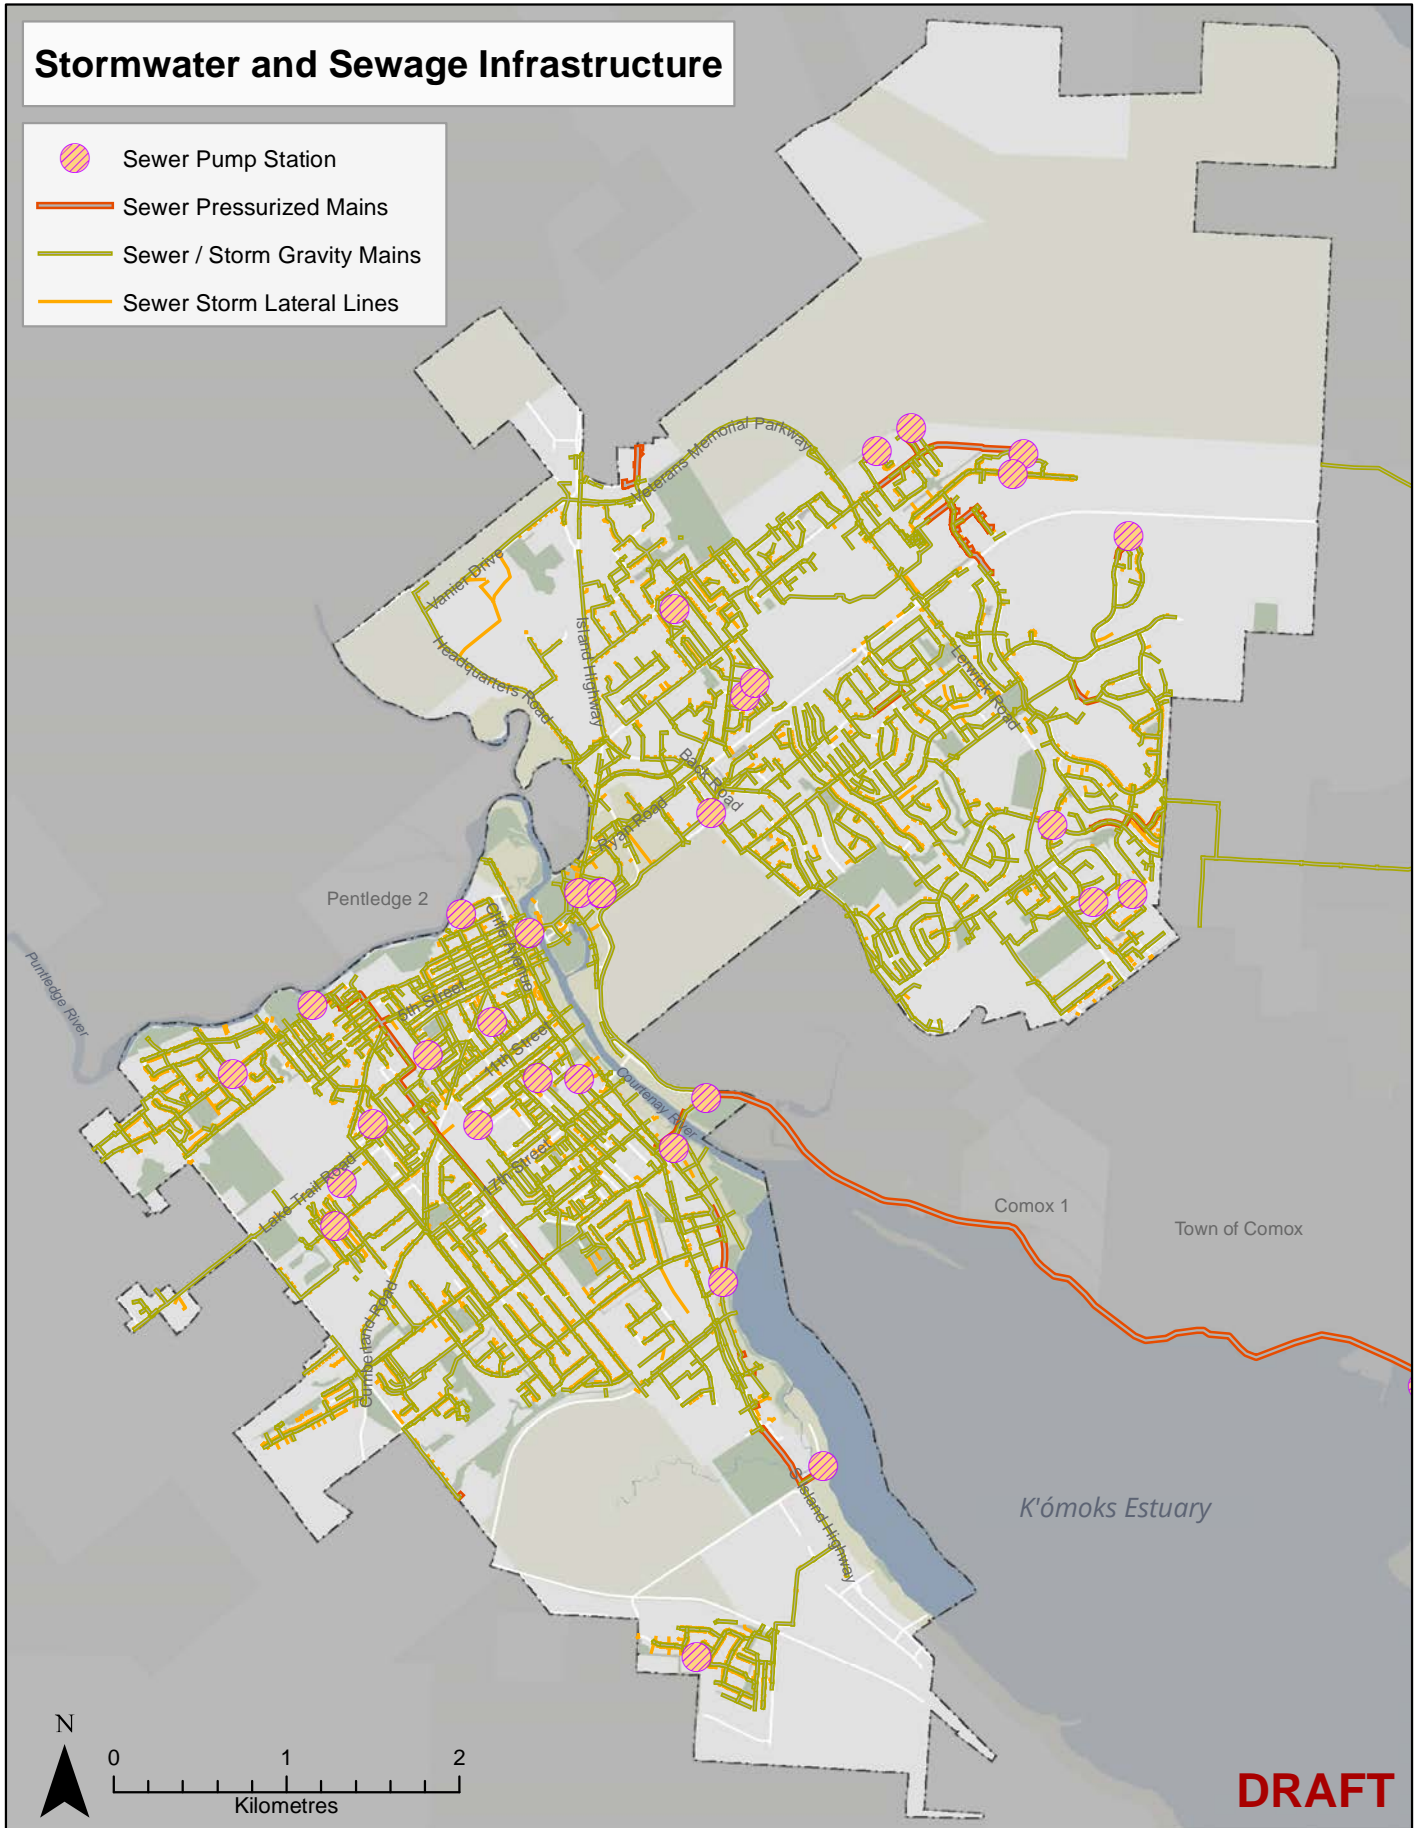 Stormwater and Sewage Infrastructure
Sewer Pump Station
Sewer Pressurized Mains
Sewer / Storm Gravity Mains
Sewer Storm Lateral Lines
Veterans Memorial Parkway
Vanier Drive
Island Highway
Headquarters Road
Lerwick Road
Back Road
Ryan Road
Pentledge 2
Cliffe Avenue
Puntledge River
5th Street
11th Street
Courtenay River
17th Street
Lake Trail Road
Comox 1
Town of Comox
Cumberland Road
K'ómoks Estuary
S Island Highway
N
0 1 2
Kilometres
DRAFT